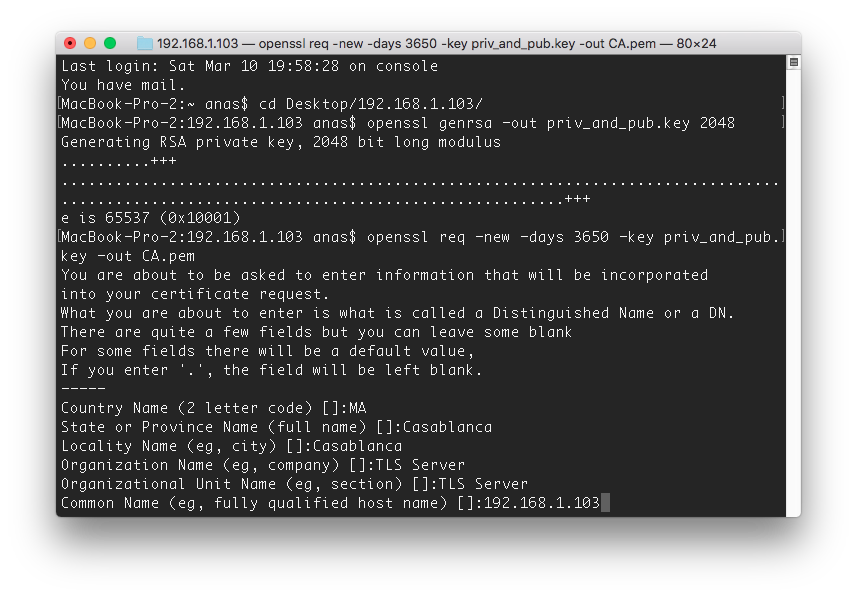 192.168.1.103 — openssl req -new -days 3650 -key priv_and_pub.key -out CA.pem — 80×24
Last login: Sat Mar 10 19:58:28 on console
You have mail.
[MacBook-Pro-2:~ anas$ cd Desktop/192.168.1.103/ ]
[MacBook-Pro-2:192.168.1.103 anas$ openssl genrsa -out priv_and_pub.key 2048 ]
Generating RSA private key, 2048 bit long modulus
..........+++
................................................................................
........................................................+++
e is 65537 (0x10001)
[MacBook-Pro-2:192.168.1.103 anas$ openssl req -new -days 3650 -key priv_and_pub.]
key -out CA.pem
You are about to be asked to enter information that will be incorporated
into your certificate request.
What you are about to enter is what is called a Distinguished Name or a DN.
There are quite a few fields but you can leave some blank
For some fields there will be a default value,
If you enter '.', the field will be left blank.
-----
Country Name (2 letter code) []:MA
State or Province Name (full name) []:Casablanca
Locality Name (eg, city) []:Casablanca
Organization Name (eg, company) []:TLS Server
Organizational Unit Name (eg, section) []:TLS Server
Common Name (eg, fully qualified host name) []:192.168.1.103